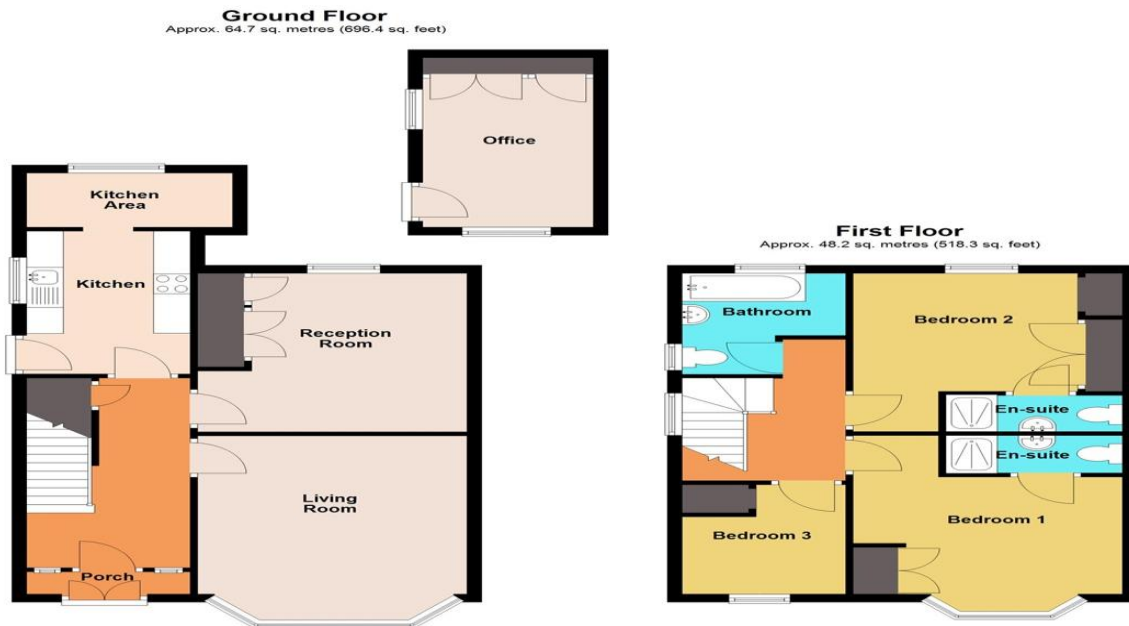 Ground Floor
Approx. 64.7 sq. metres (696.4 sq. feet)
Office
Kitchen
Area
Kitchen
Reception
Room
Living
Room
Porch
First Floor
Approx. 48.2 sq. metres (518.3 sq. feet)
Bathroom
Bedroom 2
En-suite
En-suite
Bedroom 3
Bedroom 1